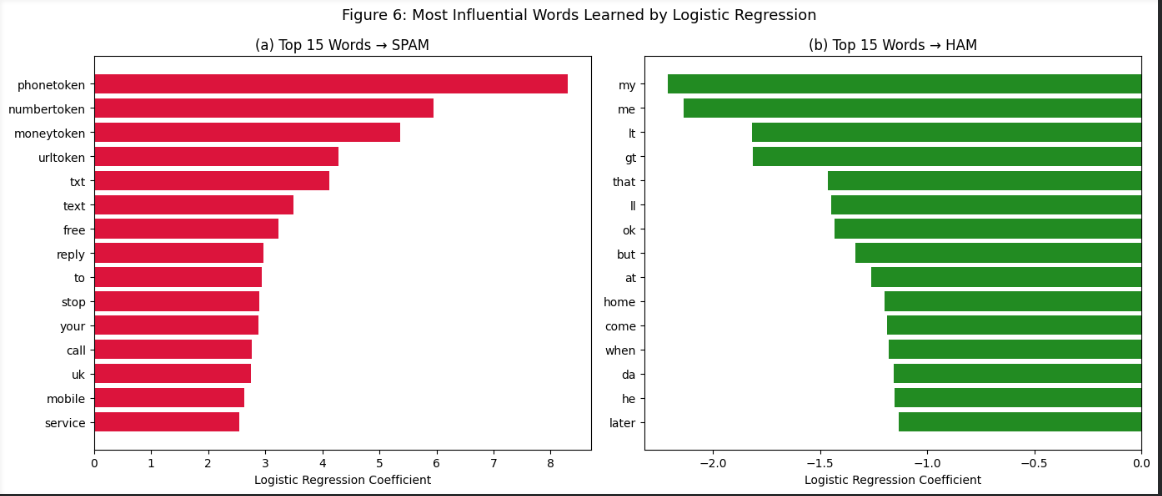 Figure 6: Most Influential Words Learned by Logistic Regression
(a) Top 15 Words → SPAM
phonetoken
numbertoken
moneytoken
urltoken
txt
text
free
reply
to
stop
your
call
uk
mobile
service
0 1 2 3 4 5 6 7 8
Logistic Regression Coefficient
(b) Top 15 Words → HAM
my
me
lt
gt
that
ll
ok
but
at
home
come
when
da
he
later
−2.0 −1.5 −1.0 −0.5 0.0
Logistic Regression Coefficient